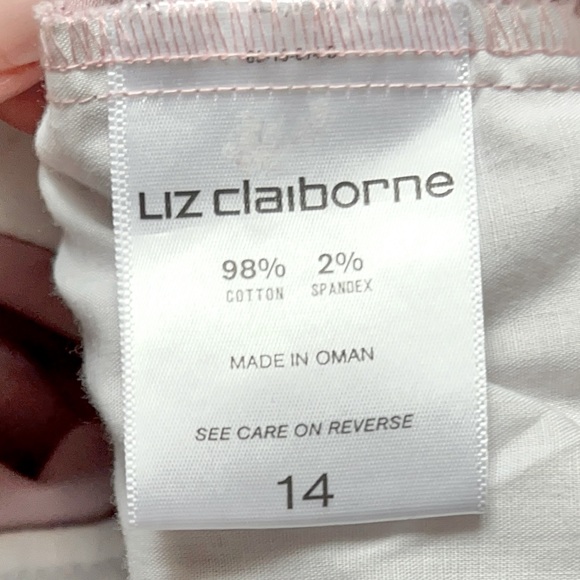 LIZ claiborne
98% 2%
COTTON SPANDEX
MADE IN OMAN
SEE CARE ON REVERSE
14